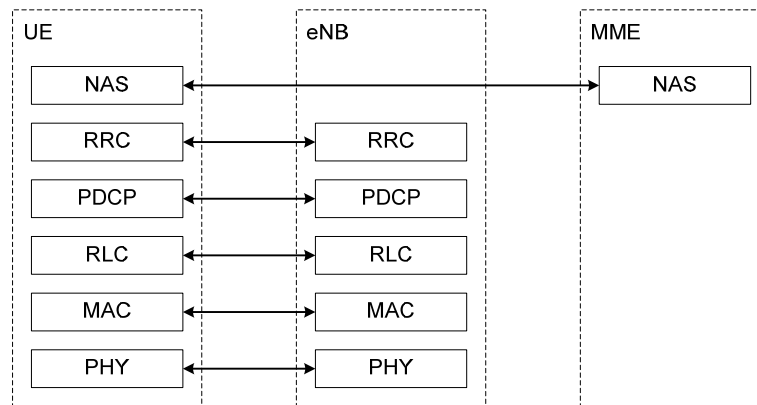 UE eNB MME
NAS NAS
RRC RRC
PDCP PDCP
RLC RLC
MAC MAC
PHY PHY